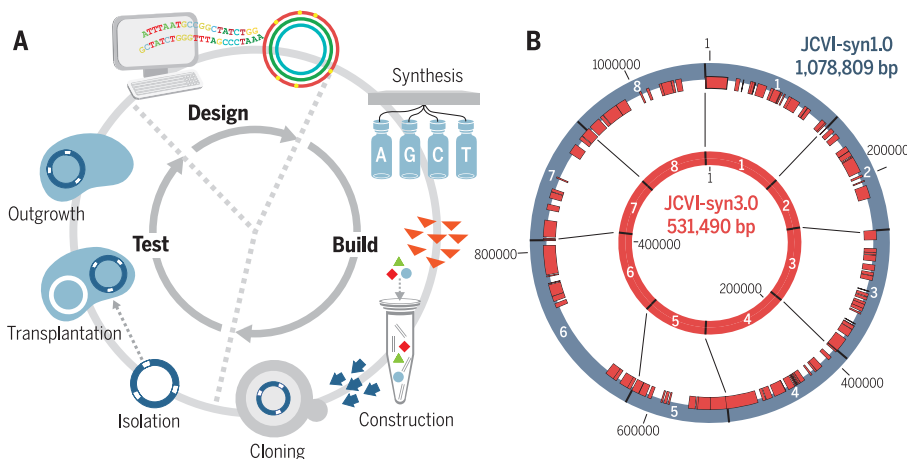 A
ATTTAATGCCGGCTATCTGG
GCTATCTGGGTTTAGCCCTAAA
Synthesis
A G C T
Design
Build
Test
Outgrowth
Transplantation
Isolation
Cloning
Construction
B
JCVI-syn1.0
1,078,809 bp
1
1000000
200000
400000
600000
800000
1
2
3
4
5
6
7
8
JCVI-syn3.0
531,490 bp
1
200000
400000
1
2
3
4
5
6
7
8